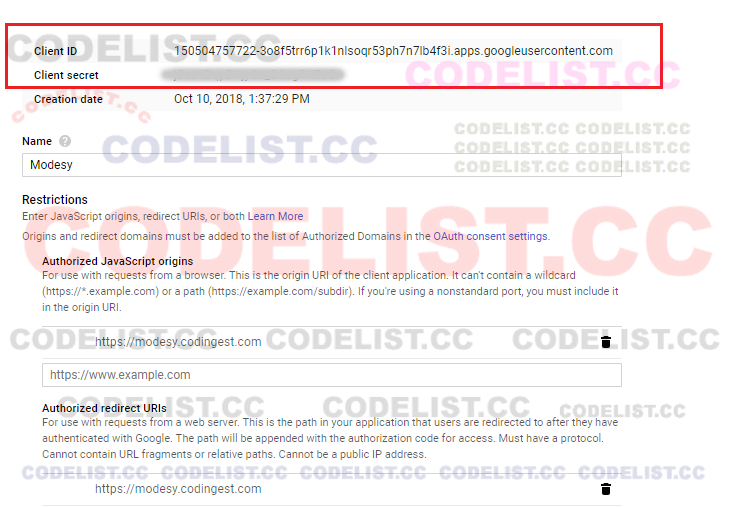 CODELIST.CC
Client ID 150504757722-3o8f5trr6p1k1nlsoqr53ph7n7lb4f3i.apps.googleusercontent.com
Client secret
CODELIST.CC
Creation date Oct 10, 2018, 1:37:29 PM
CODELIST.CC
CODELIST.CC CODELIST.CC
Name
CODELIST.CC
CODELIST.CC CODELIST.CC
Modesy
CODELIST.CC CODELIST.CC
Restrictions
Enter JavaScript origins, redirect URIs, or both Learn More
CODELIST.CC
Origins and redirect domains must be added to the list of Authorized Domains in the OAuth consent settings.
Authorized JavaScript origins
For use with requests from a browser. This is the origin URI of the client application. It can't contain a wildcard
(https://*.example.com) or a path (https://example.com/subdir). If you're using a nonstandard port, you must include it
in the origin URI.
CODELIST.CC CODELIST.CC CODELIST.CC
https://modesy.codingest.com
https://www.example.com
Authorized redirect URIs
CODELIST.CC CODELIST.CC CODELIST.CC
For use with requests from a web server. This is the path in your application that users are redirected to after they have
authenticated with Google. The path will be appended with the authorization code for access. Must have a protocol.
Cannot contain URL fragments or relative paths. Cannot be a public IP address.
CODELIST.CC CODELIST.CC CODELIST.CC CODELIST.CC CODELIST.CC
https://modesy.codingest.com